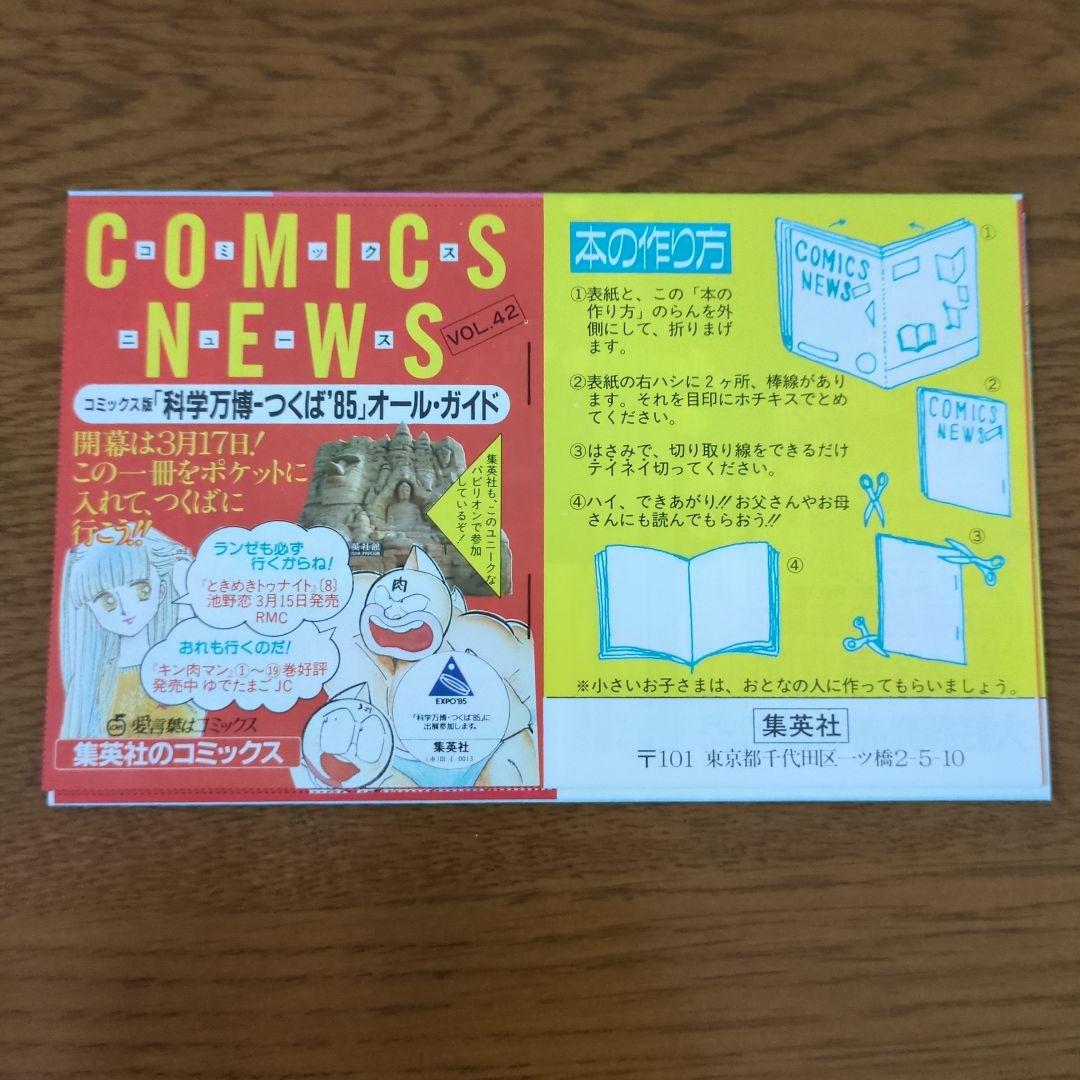 COMICS
コミックス
NEWS
ニュース
VOL.42
コミックス版「科学万博-つくば'85」オール・ガイド
開幕は3月17日!
この一冊をポケットに
入れて、つくばに
行こう!!
集英社も、このユニークな
パビリオンで参加
しているぞ!
英社館
ランゼも必ず
行くからね!
『ときめきトゥナイト』〔8〕
池野恋 3月15日発売
RMC
おれも行くのだ!
『キン肉マン』①〜⑲巻好評
発売中 ゆでたまご JC
肉
EXPO'85
「科学万博・つくば'85」に
出展参加します。
集英社
愛言葉はコミックス
集英社のコミックス
本の作り方
①表紙と、この「本の
作り方」のらんを外
側にして、折りまげ
ます。
②表紙の右ハシに2ヶ所、棒線があり
ます。それを目印にホチキスでとめ
てください。
③はさみで、切り取り線をできるだけ
テイネイ切ってください。
④ハイ、できあがり!!お父さんやお母
さんにも読んでもらおう!!
①
COMICS
NEWS
②
COMICS
NEWS
③
④
※小さいお子さまは、おとなの人に作ってもらいましょう。
集英社
〒101 東京都千代田区一ツ橋2-5-10